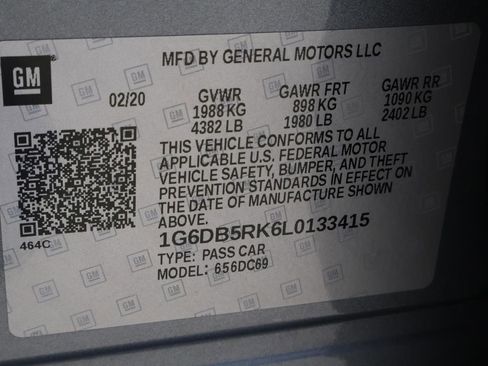 MFD BY GENERAL MOTORS LLC
GM
02/20 GVWR GAWR FRT GAWR RR
1988 KG 898 KG 1090 KG
4382 LB 1980 LB 2402 LB
THIS VEHICLE CONFORMS TO ALL
APPLICABLE U.S. FEDERAL MOTOR
VEHICLE SAFETY, BUMPER, AND THEFT
PREVENTION STANDARDS IN EFFECT ON
THE DATE OF MANUFACTURE SHOWN
ABOVE.
464C
1G6DB5RK6L0133415
TYPE: PASS CAR
MODEL: 656DC69